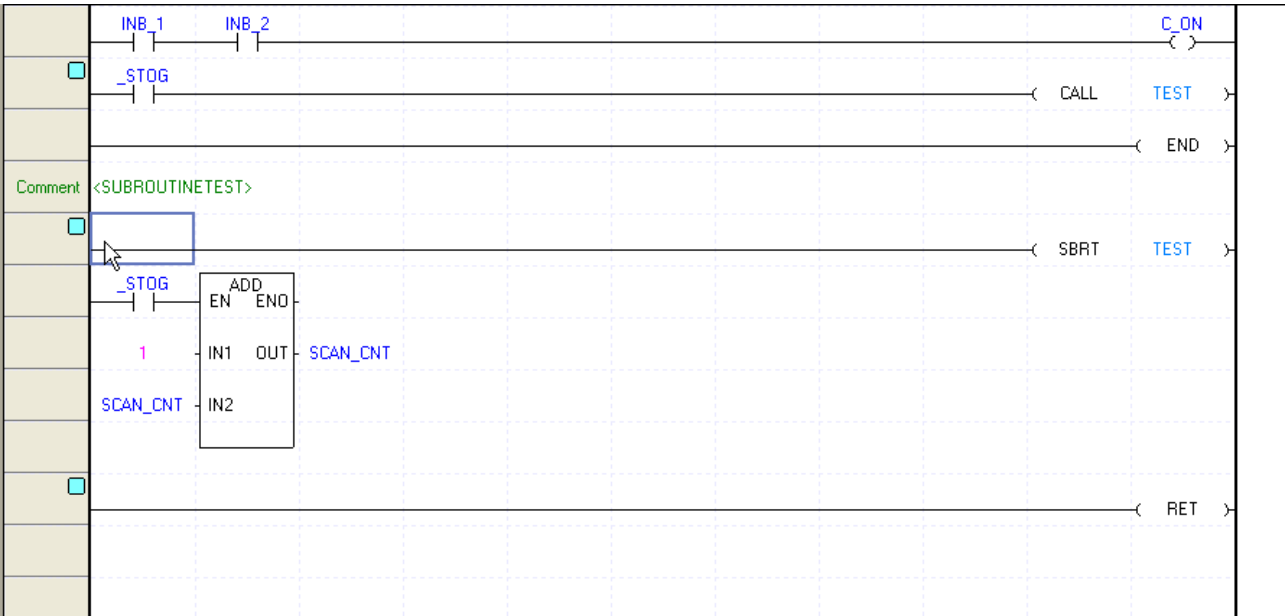 INB_1 INB_2 C_ON
_STOG CALL TEST
END
Comment <SUBROUTINETEST>
SBRT TEST
_STOG ADD
EN ENO
1 IN1 OUT SCAN_CNT
SCAN_CNT IN2
RET